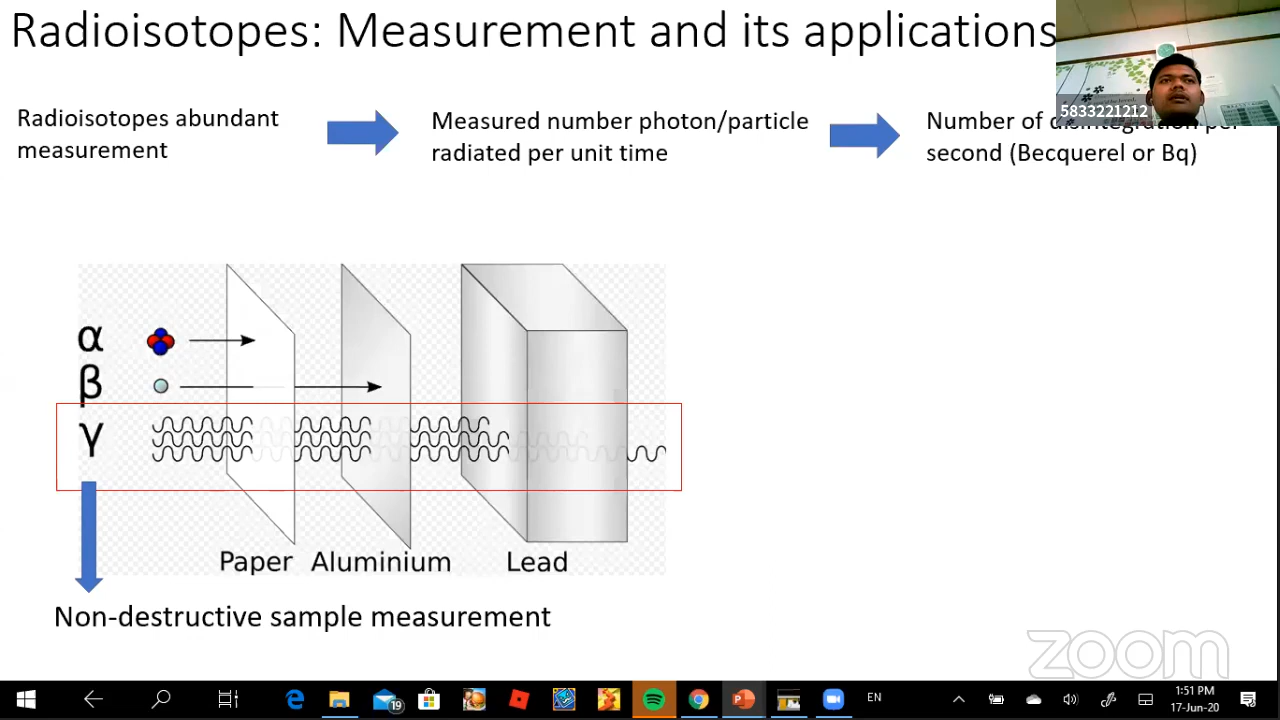 Radioisotopes: Measurement and its applications
5833221212
Radioisotopes abundant
measurement
Measured number photon/particle
radiated per unit time
Number of disintegration per
second (Becquerel or Bq)
α
β
γ
Paper Aluminium Lead
Non-destructive sample measurement
zoom
19
EN
1:51 PM
17-Jun-20